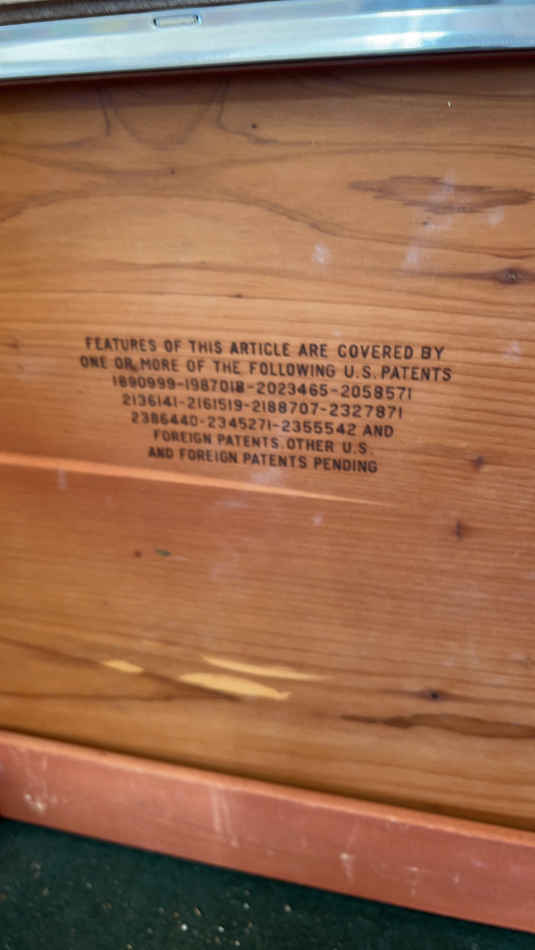 FEATURES OF THIS ARTICLE ARE COVERED BY
ONE OR MORE OF THE FOLLOWING U.S. PATENTS
1890999-1987018-2023465-2058571
2136141-2161519-2188707-2327871
2386440-2345271-2355542 AND
FOREIGN PATENTS. OTHER U.S.
AND FOREIGN PATENTS PENDING